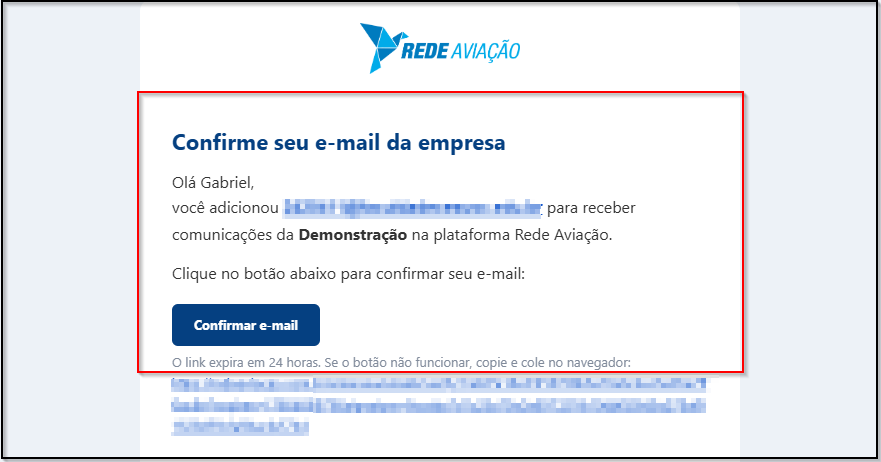 REDE AVIAÇÃO
Confirme seu e-mail da empresa
Olá Gabriel,
você adicionou para receber
comunicações da Demonstração na plataforma Rede Aviação.
Clique no botão abaixo para confirmar seu e-mail:
Confirmar e-mail
O link expira em 24 horas. Se o botão não funcionar, copie e cole no navegador: